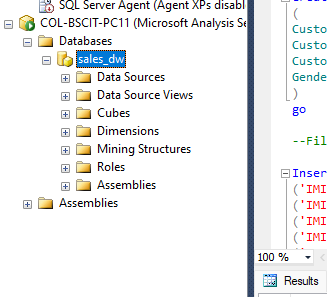 SQL Server Agent (Agent XPs disabl
COL-BSCIT-PC11 (Microsoft Analysis Se
Databases
sales_dw
Data Sources
Data Source Views
Cubes
Dimensions
Mining Structures
Roles
Assemblies
Assemblies
(
Custo
Custo
Custo
Gende
)
go
--Fil
Inser
('IMI
('IMI
('IMI
('IMI
100 %
Results